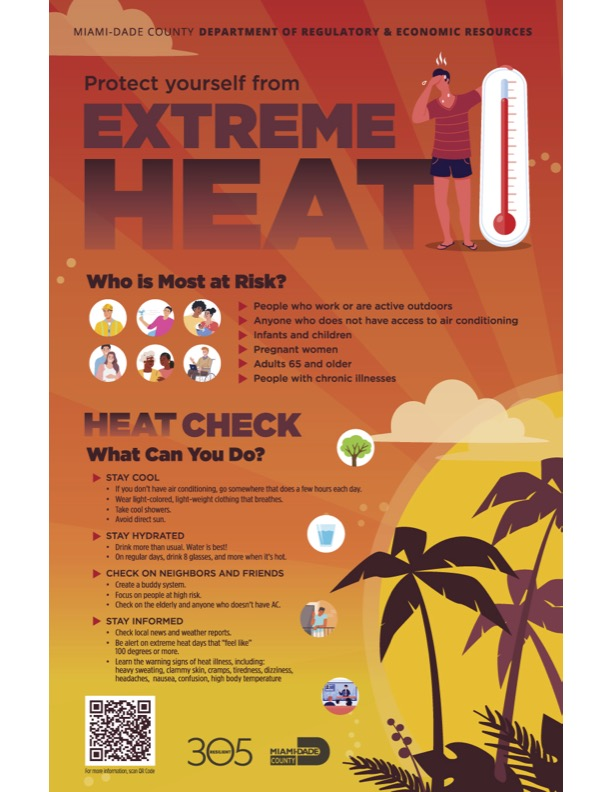 MIAMI-DADE COUNTY DEPARTMENT OF REGULATORY & ECONOMIC RESOURCES
Protect yourself from
EXTREME
HEAT
Who is Most at Risk?
People who work or are active outdoors
Anyone who does not have access to air conditioning
Infants and children
Pregnant women
Adults 65 and older
People with chronic illnesses
HEAT CHECK
What Can You Do?
STAY COOL
• If you don't have air conditioning, go somewhere that does a few hours each day.
• Wear light-colored, light-weight clothing that breathes.
• Take cool showers.
• Avoid direct sun.
STAY HYDRATED
• Drink more than usual. Water is best!
• On regular days, drink 8 glasses, and more when it's hot.
CHECK ON NEIGHBORS AND FRIENDS
• Create a buddy system.
• Focus on people at high risk.
• Check on the elderly and anyone who doesn't have AC.
STAY INFORMED
• Check local news and weather reports.
• Be alert on extreme heat days that "feel like"
100 degrees or more.
• Learn the warning signs of heat illness, including:
heavy sweating, clammy skin, cramps, tiredness, dizziness,
headaches, nausea, confusion, high body temperature
For more information, scan QR Code
RESILIENT 305
MIAMI-DADE
COUNTY